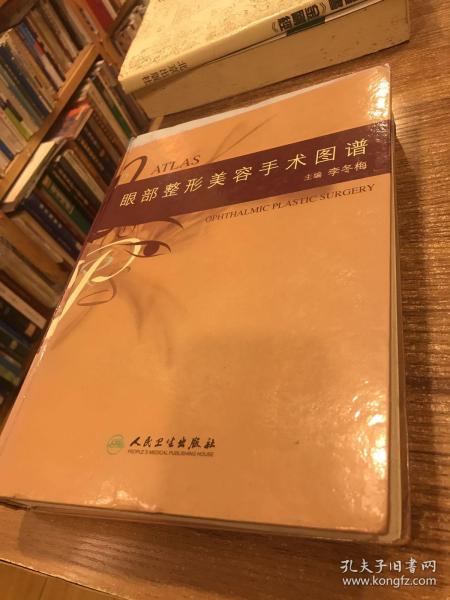 ATLAS
眼部整形美容手术图谱
主编 李冬梅
OPHTHALMIC PLASTIC SURGERY
人民卫生出版社
PEOPLE'S MEDICAL PUBLISHING HOUSE
孔夫子旧书网
www.kongfz.com